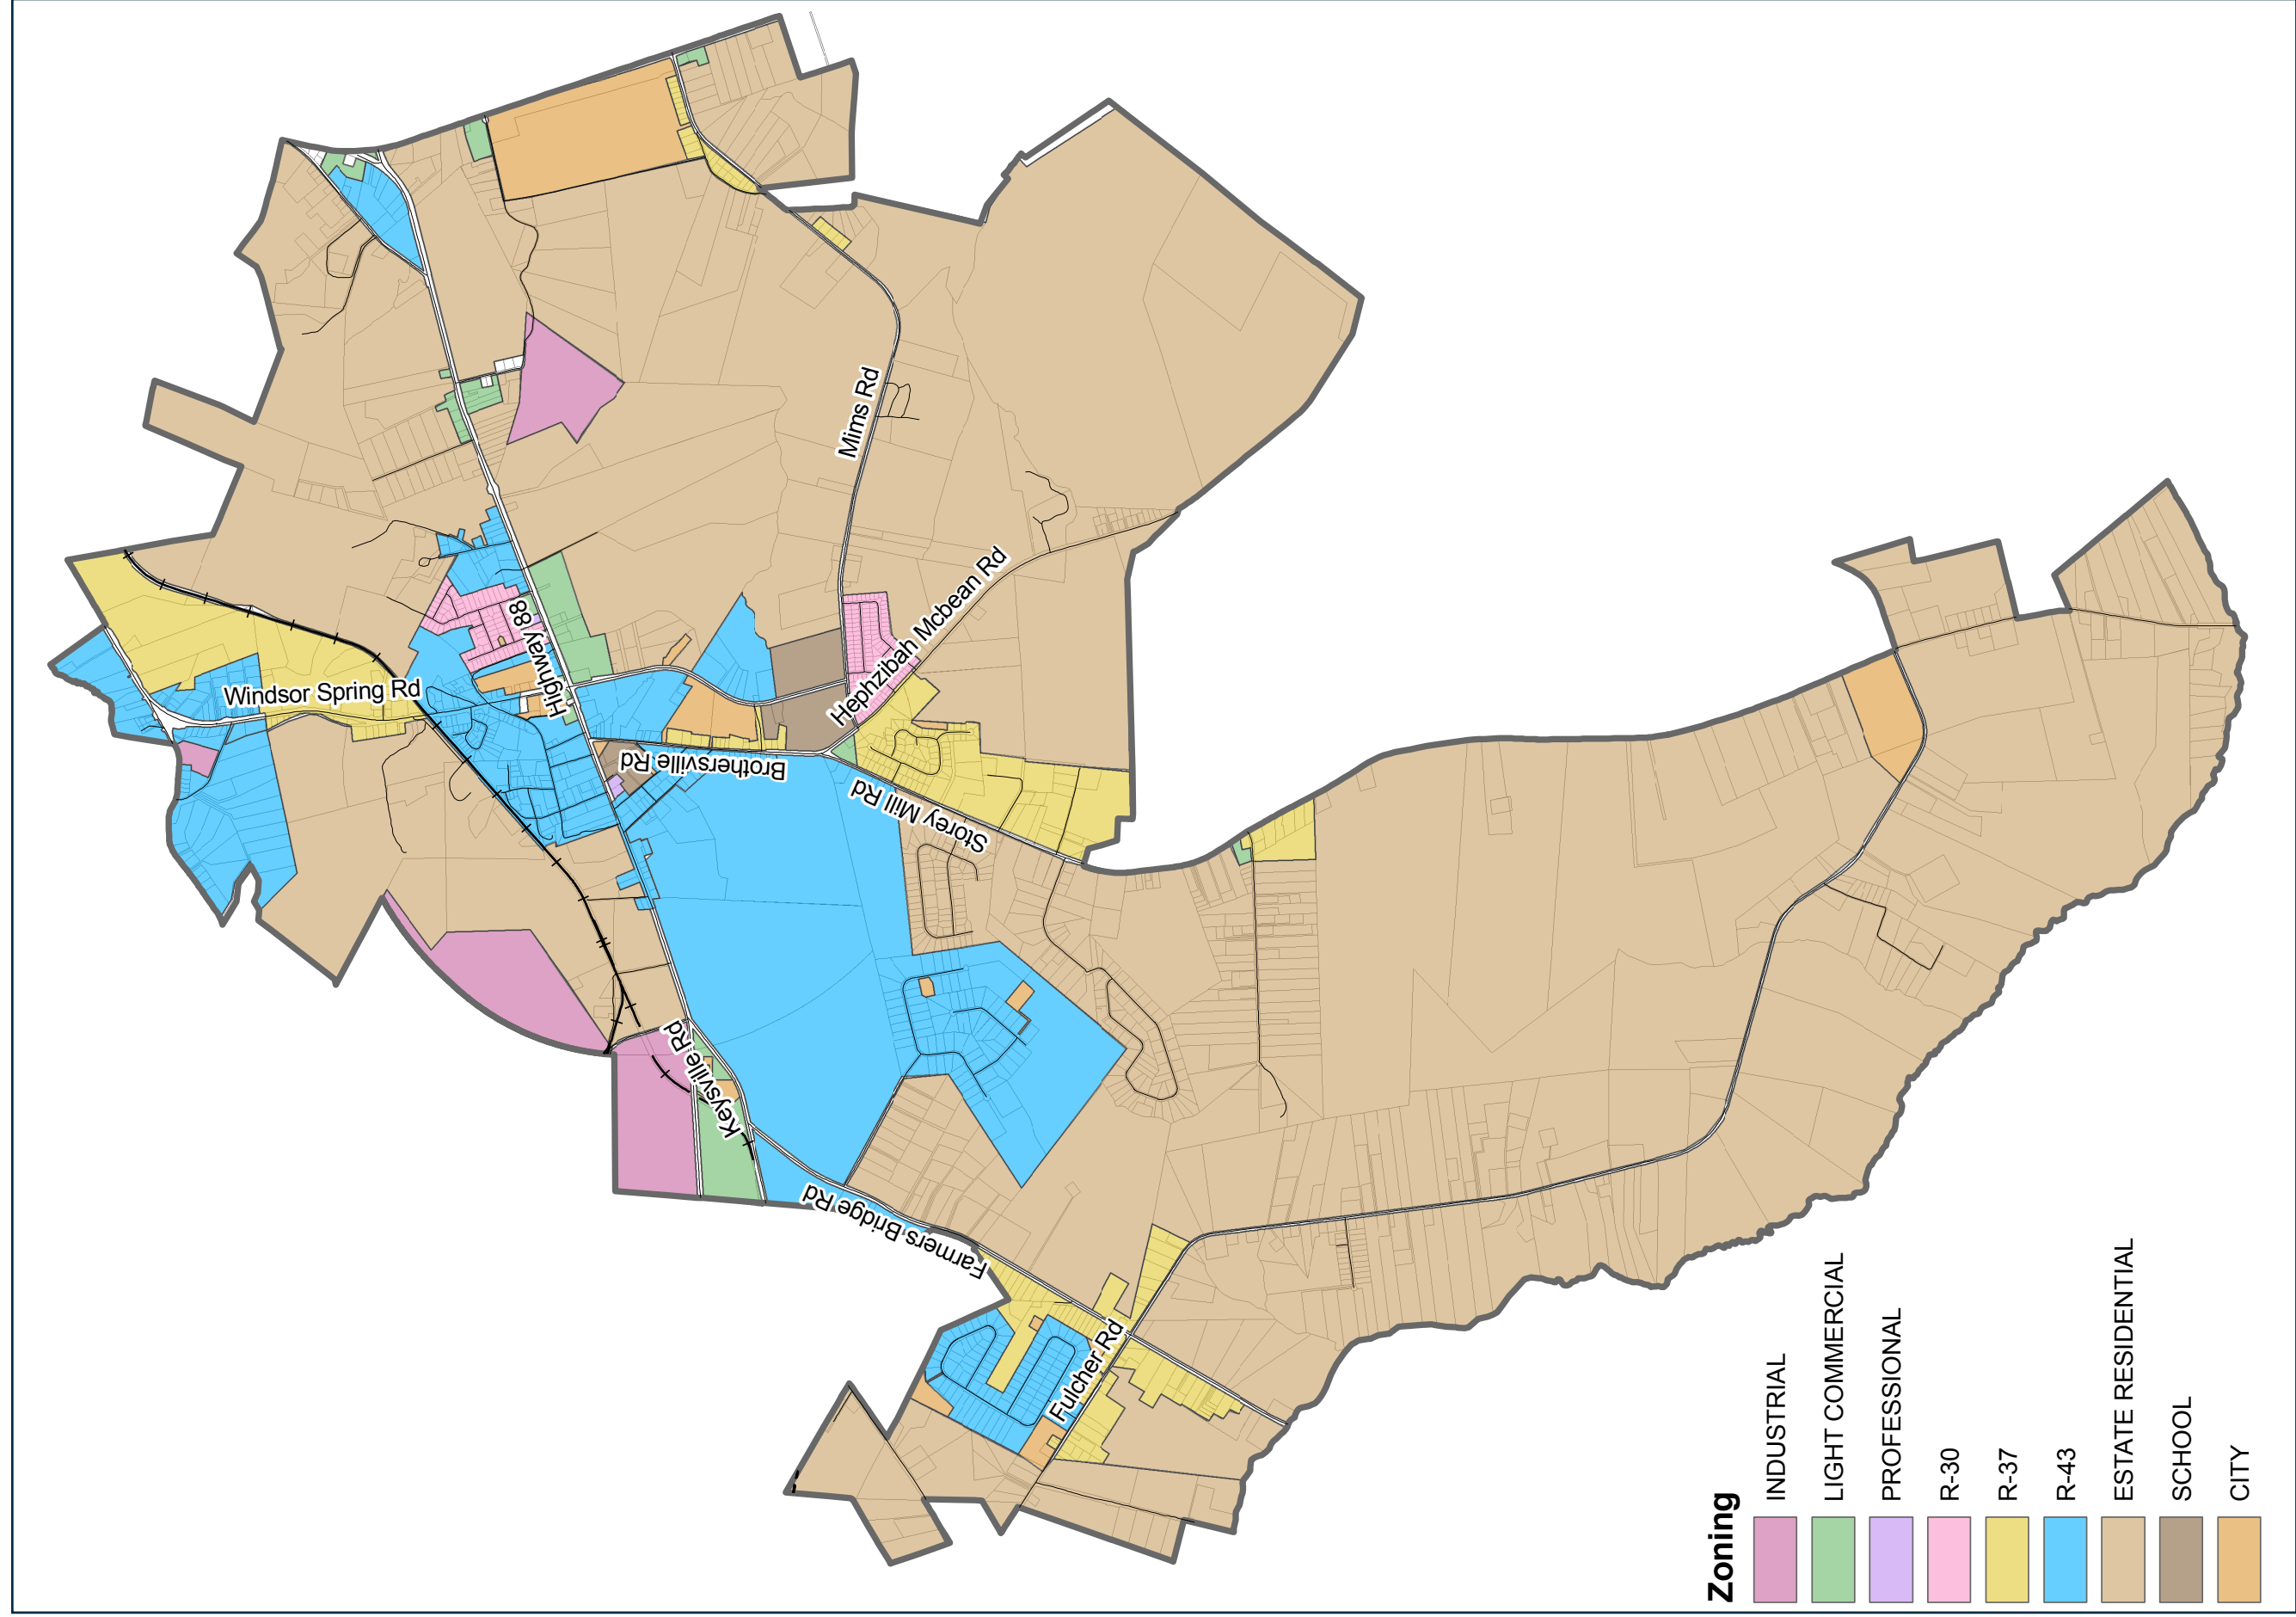 Windsor Spring Rd
Highway 88
Mims Rd
Hephzibah Mcbean Rd
Brothersville Rd
Storey Mill Rd
Keysville Rd
Farmers Bridge Rd
Fulcher Rd
Zoning
INDUSTRIAL
LIGHT COMMERCIAL
PROFESSIONAL
R-30
R-37
R-43
ESTATE RESIDENTIAL
SCHOOL
CITY